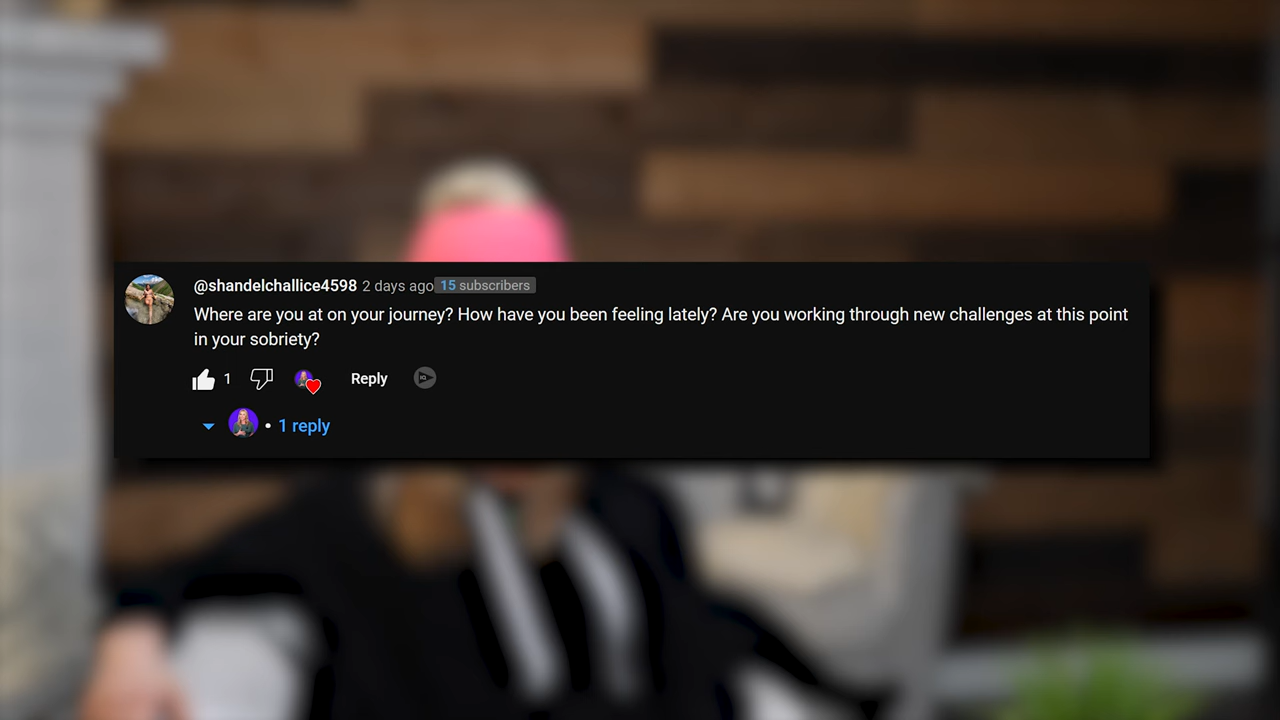 @shandelchallice4598 2 days ago 15 subscribers
Where are you at on your journey? How have you been feeling lately? Are you working through new challenges at this point
in your sobriety?
1 Reply
• 1 reply